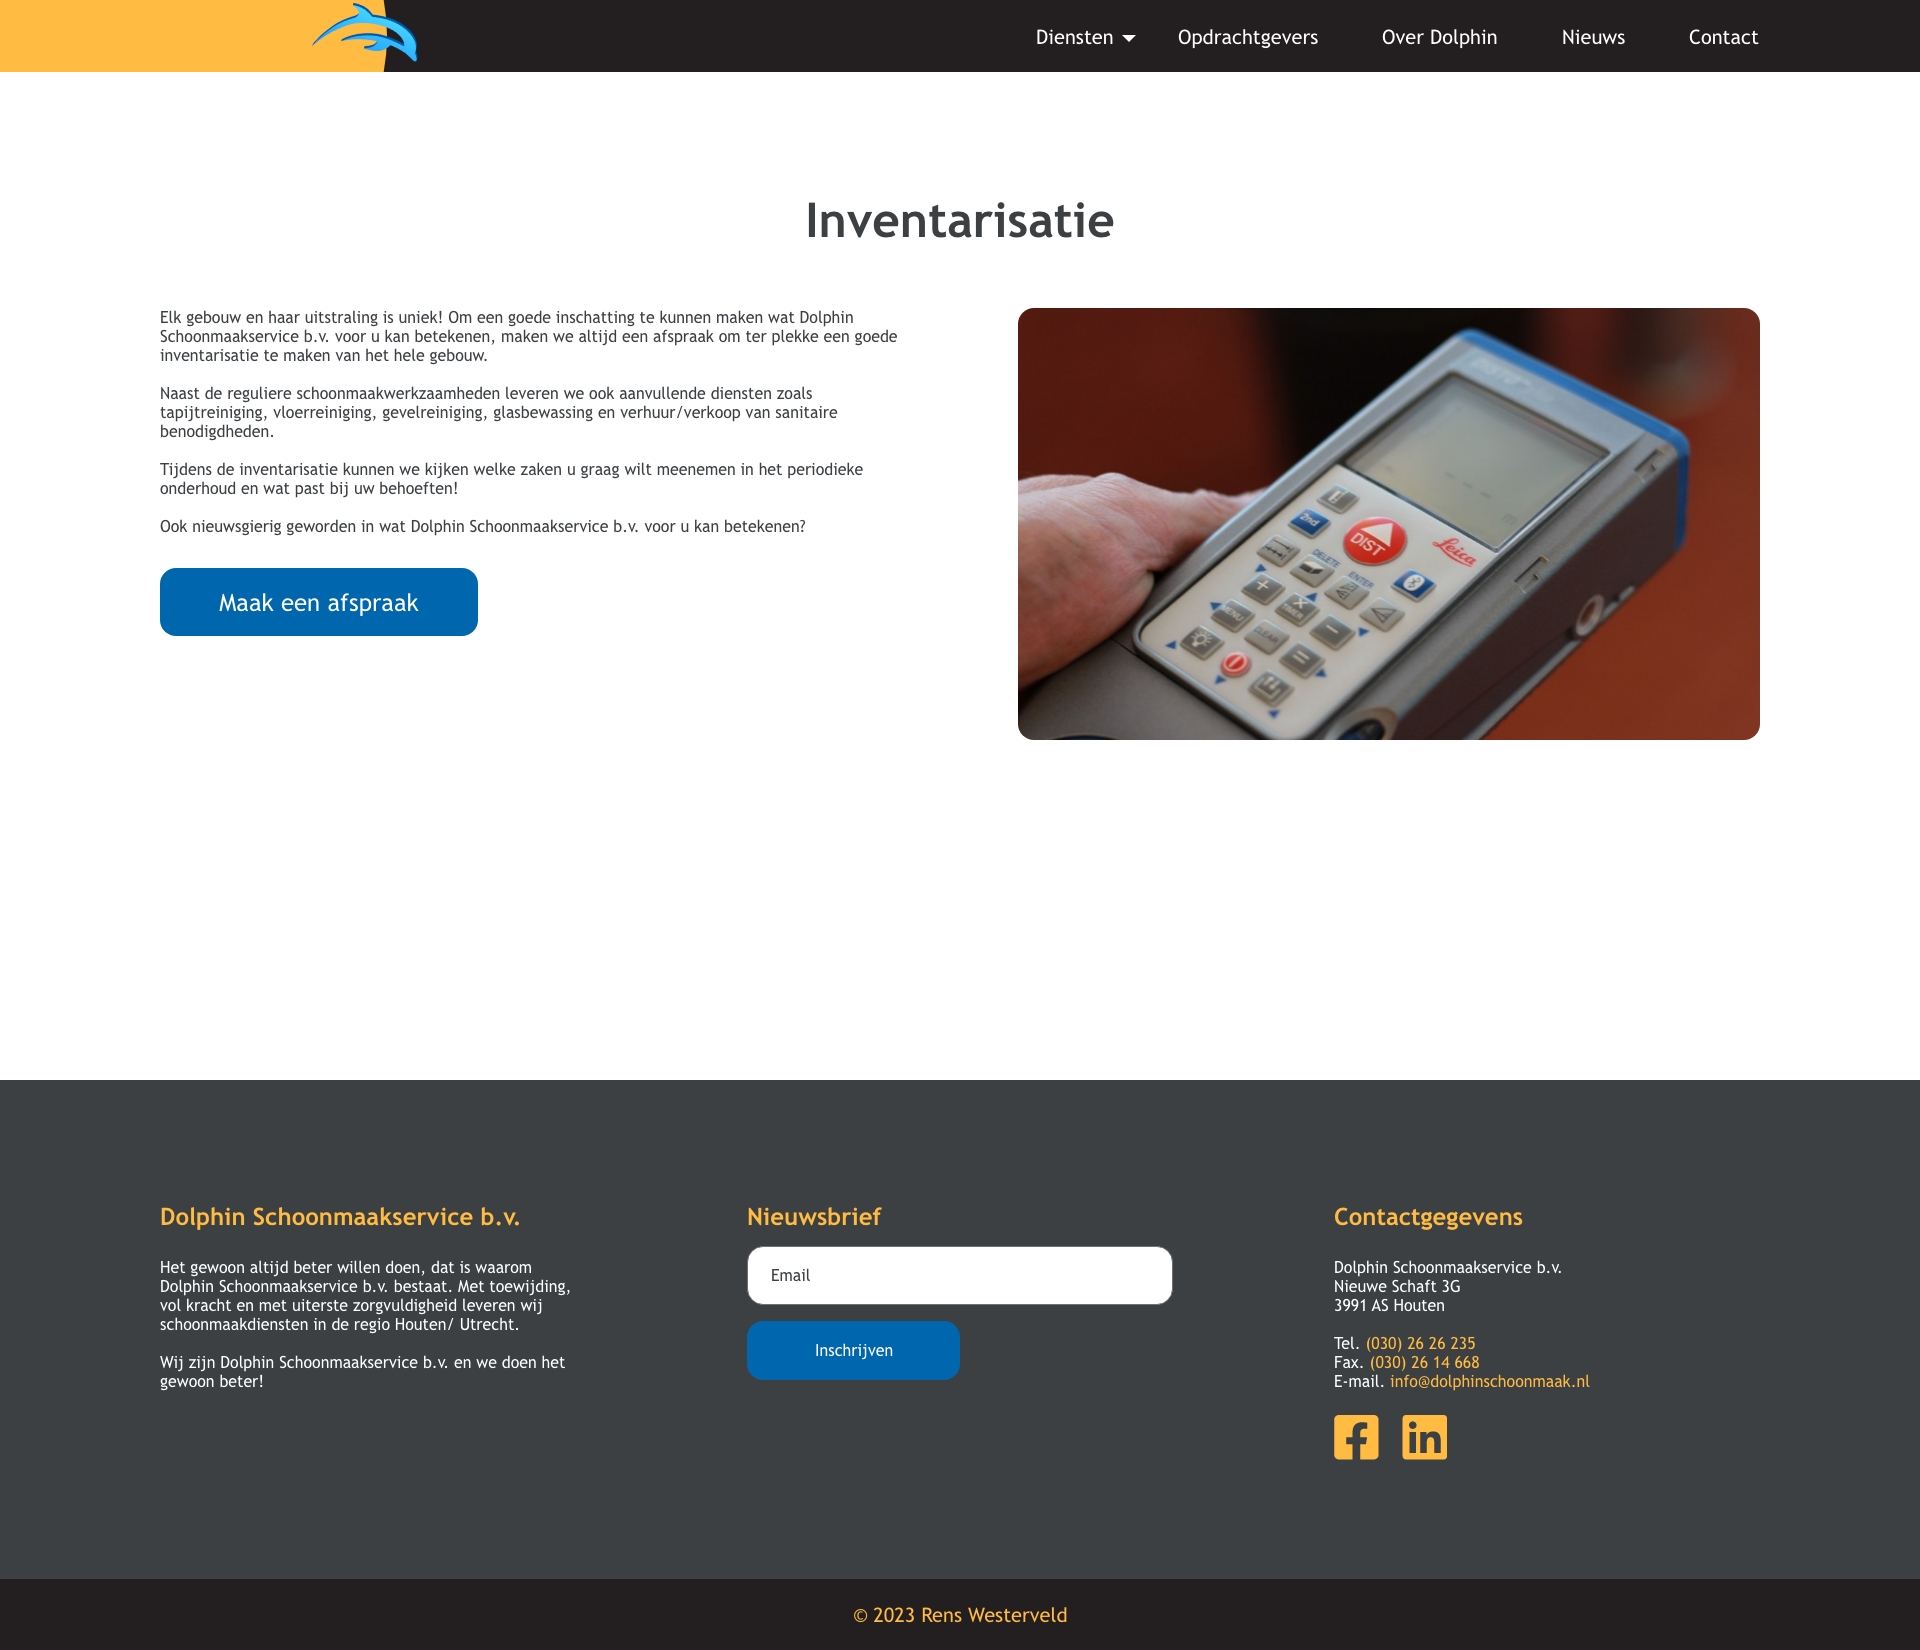 Diensten Opdrachtgevers Over Dolphin Nieuws Contact
Inventarisatie
Elk gebouw en haar uitstraling is uniek! Om een goede inschatting te kunnen maken wat Dolphin
Schoonmaakservice b.v. voor u kan betekenen, maken we altijd een afspraak om ter plekke een goede
inventarisatie te maken van het hele gebouw.
Naast de reguliere schoonmaakwerkzaamheden leveren we ook aanvullende diensten zoals
tapijtreiniging, vloerreiniging, gevelreiniging, glasbewassing en verhuur/verkoop van sanitaire
benodigdheden.
Tijdens de inventarisatie kunnen we kijken welke zaken u graag wilt meenemen in het periodieke
onderhoud en wat past bij uw behoeften!
Ook nieuwsgierig geworden in wat Dolphin Schoonmaakservice b.v. voor u kan betekenen?
Maak een afspraak
2nd
DIST
Leica
DELETE
ENTER
MENU
CLEAR
Dolphin Schoonmaakservice b.v.
Het gewoon altijd beter willen doen, dat is waarom
Dolphin Schoonmaakservice b.v. bestaat. Met toewijding,
vol kracht en met uiterste zorgvuldigheid leveren wij
schoonmaakdiensten in de regio Houten/ Utrecht.
Wij zijn Dolphin Schoonmaakservice b.v. en we doen het
gewoon beter!
Nieuwsbrief
Email
Inschrijven
Contactgegevens
Dolphin Schoonmaakservice b.v.
Nieuwe Schaft 3G
3991 AS Houten
Tel. (030) 26 26 235
Fax. (030) 26 14 668
E-mail. info@dolphinschoonmaak.nl
© 2023 Rens Westerveld